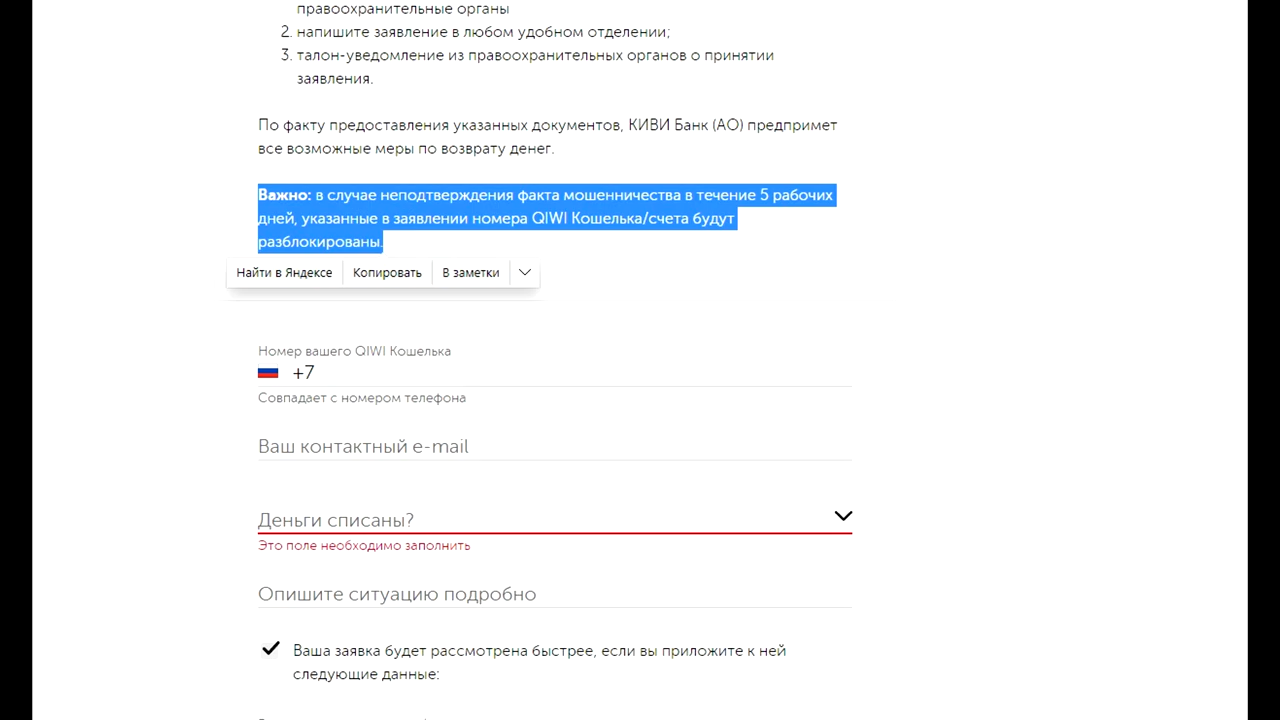 правоохранительные органы
2. напишите заявление в любом удобном отделении;
3. талон-уведомление из правоохранительных органов о принятии
заявления.
По факту предоставления указанных документов, КИВИ Банк (АО) предпримет
все возможные меры по возврату денег.
Важно: в случае неподтверждения факта мошенничества в течение 5 рабочих
дней, указанные в заявлении номера QIWI Кошелька/счета будут
разблокированы.
Найти в Яндексе Копировать В заметки
Номер вашего QIWI Кошелька
+7
Совпадает с номером телефона
Ваш контактный e-mail
Деньги списаны?
Это поле необходимо заполнить
Опишите ситуацию подробно
Ваша заявка будет рассмотрена быстрее, если вы приложите к ней
следующие данные: